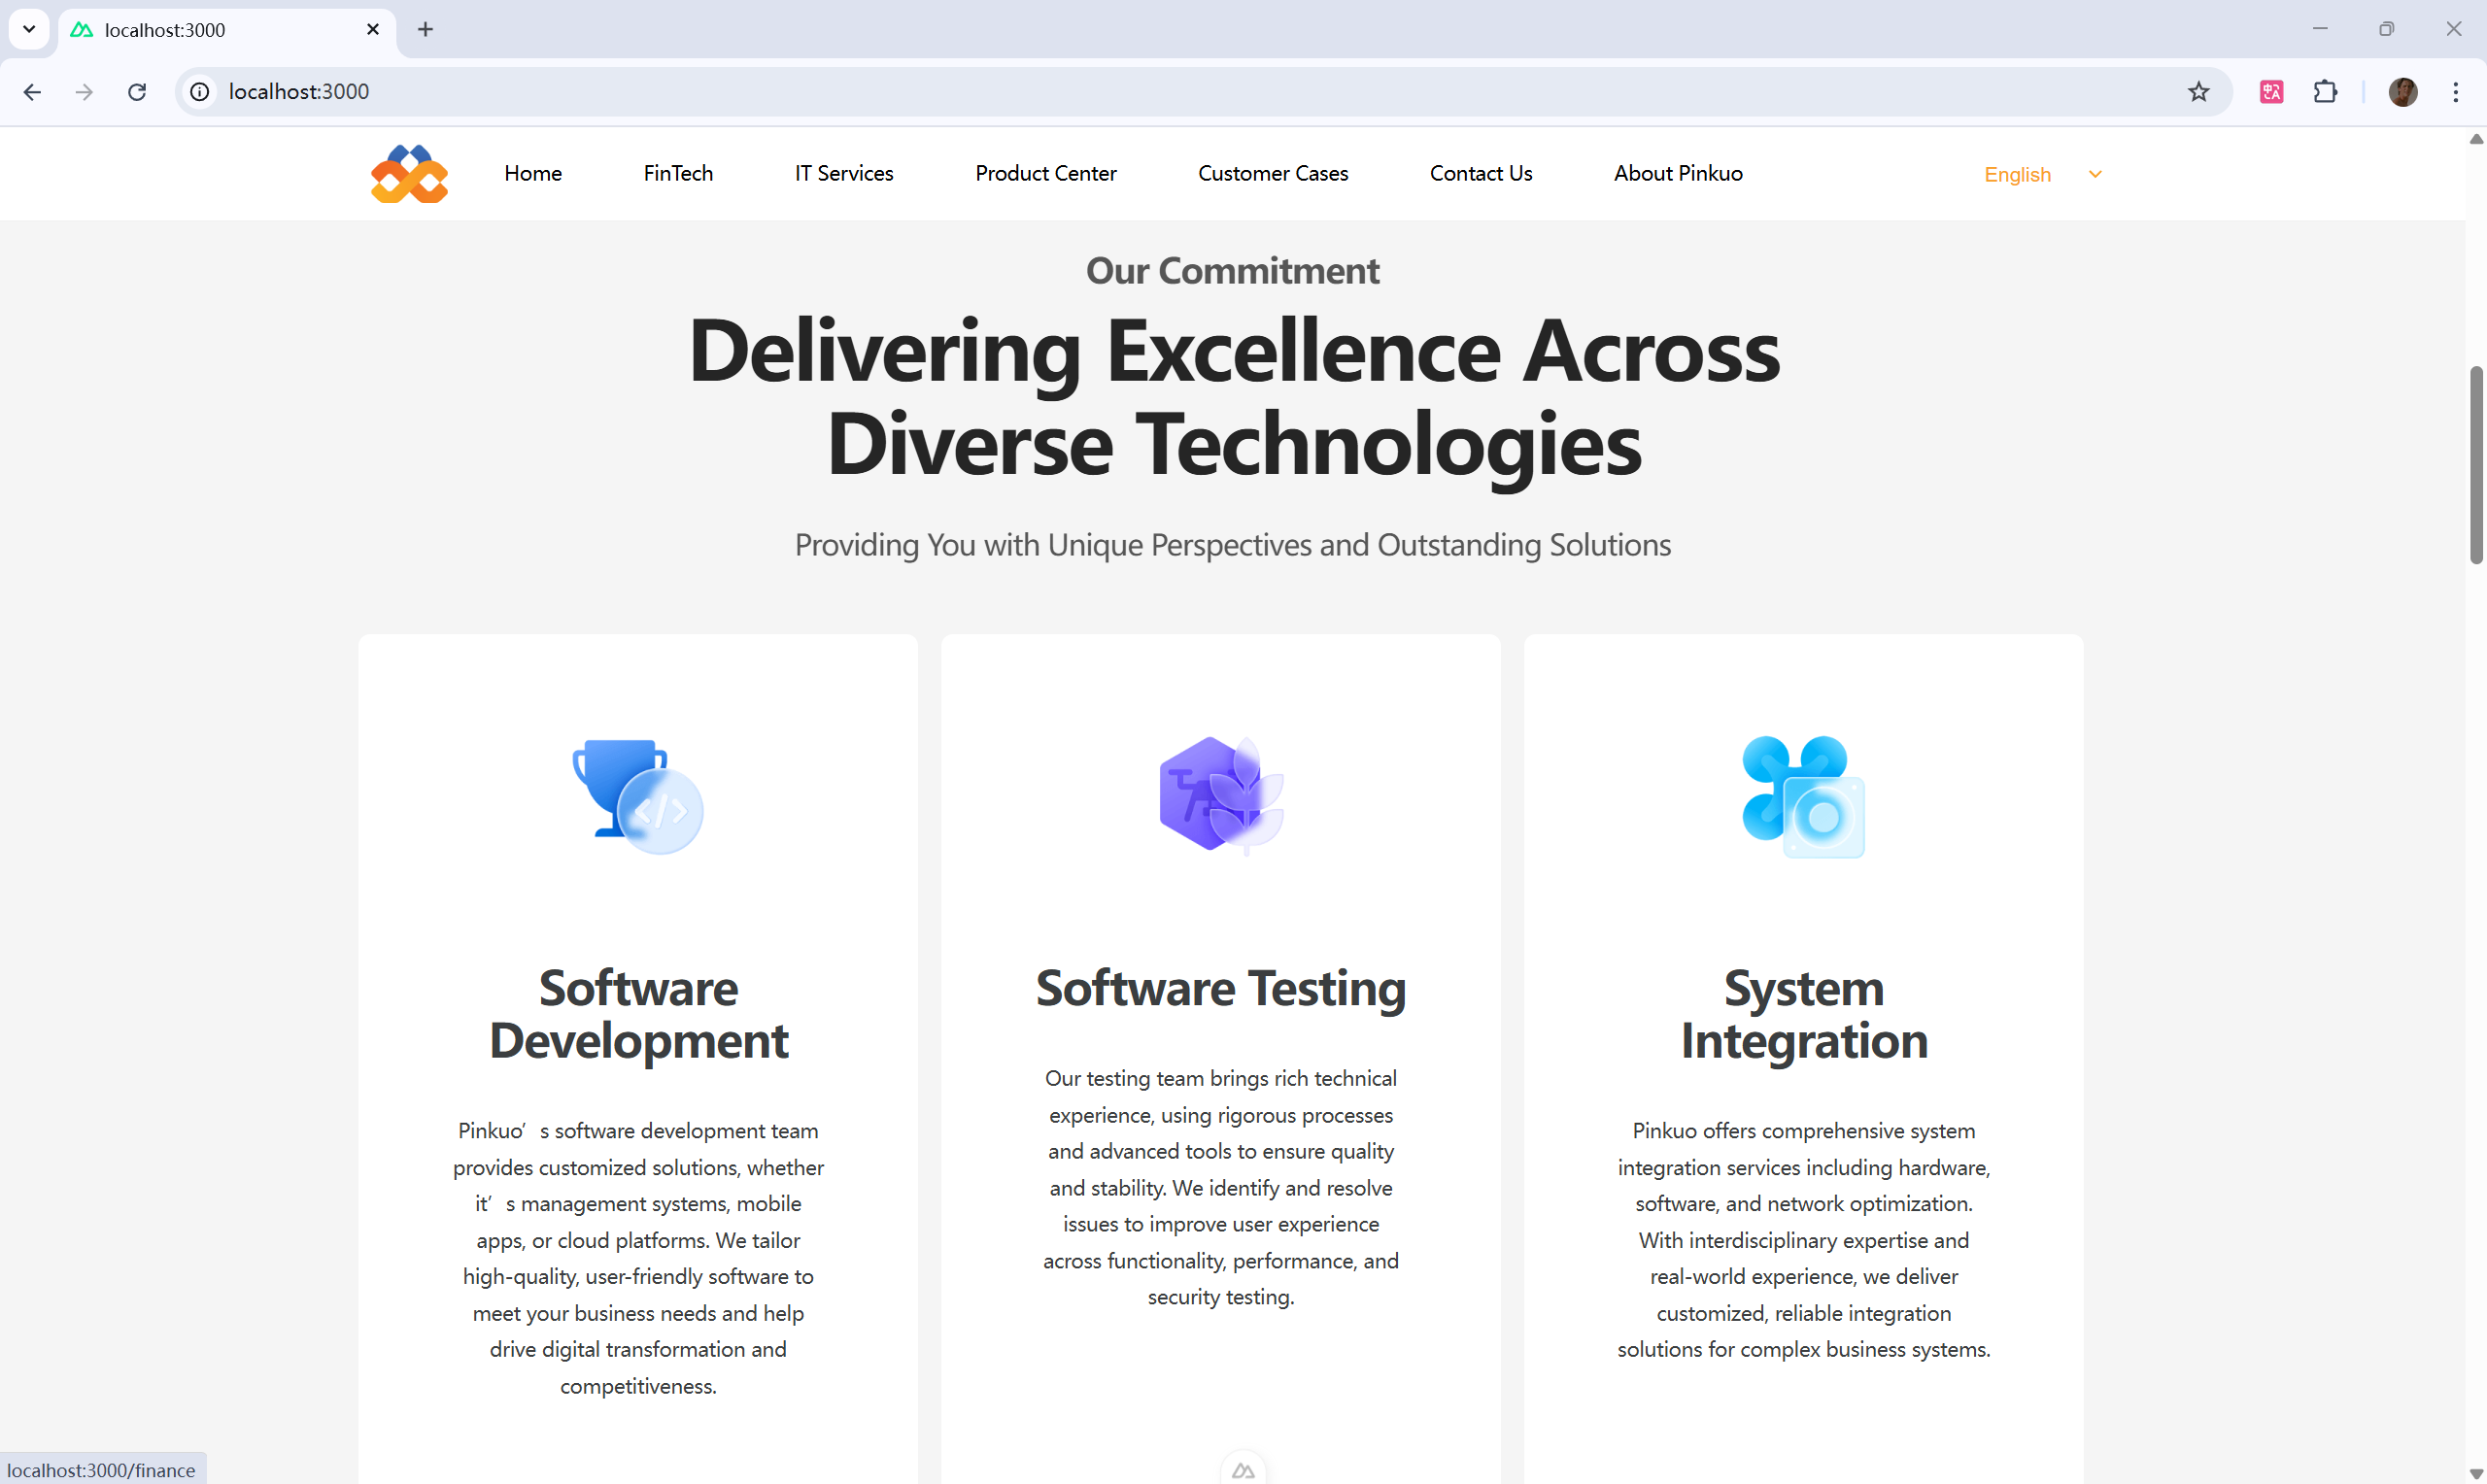 localhost:3000
localhost:3000
Home FinTech IT Services Product Center Customer Cases Contact Us About Pinkuo English
Our Commitment
Delivering Excellence Across
Diverse Technologies
Providing You with Unique Perspectives and Outstanding Solutions
Software
Development
Pinkuo’s software development team
provides customized solutions, whether
it’s management systems, mobile
apps, or cloud platforms. We tailor
high-quality, user-friendly software to
meet your business needs and help
drive digital transformation and
competitiveness.
Software Testing
Our testing team brings rich technical
experience, using rigorous processes
and advanced tools to ensure quality
and stability. We identify and resolve
issues to improve user experience
across functionality, performance, and
security testing.
System
Integration
Pinkuo offers comprehensive system
integration services including hardware,
software, and network optimization.
With interdisciplinary expertise and
real-world experience, we deliver
customized, reliable integration
solutions for complex business systems.
localhost:3000/finance